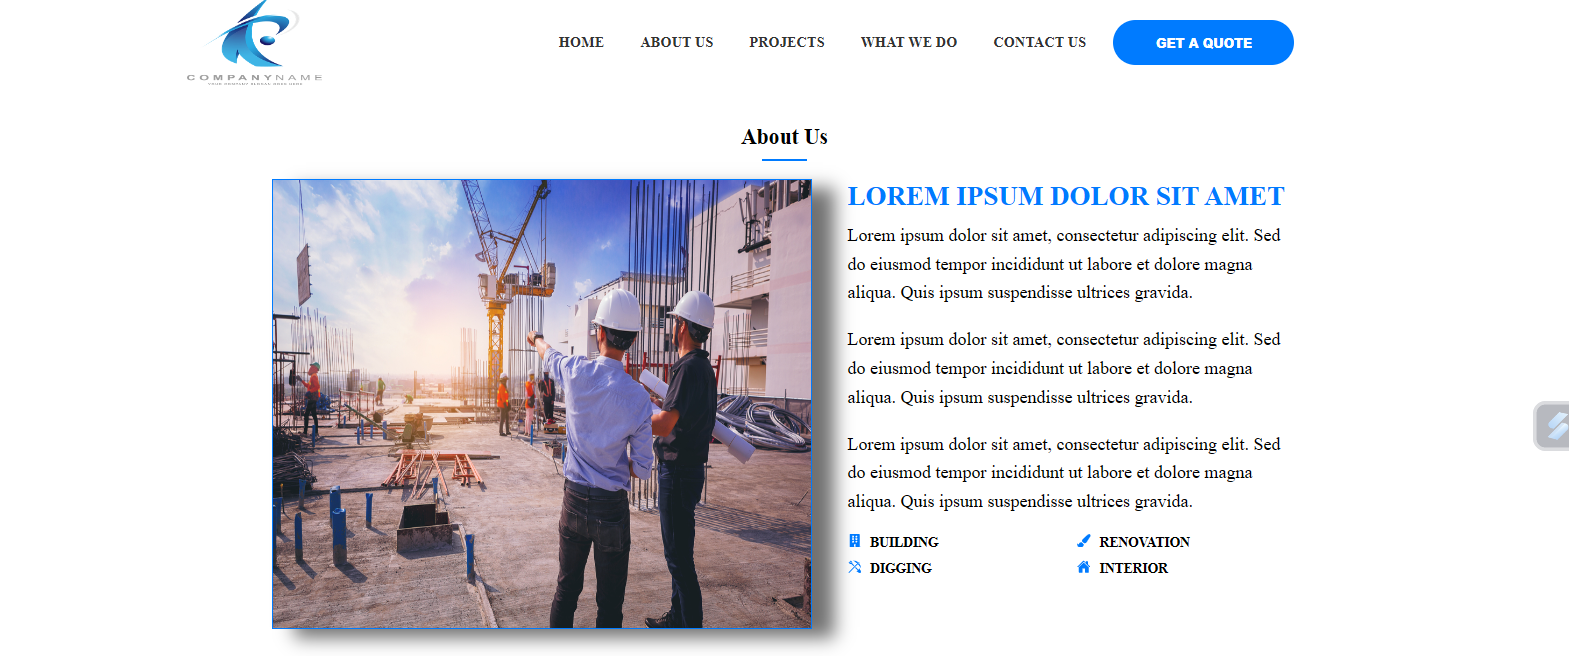 COMPANYNAME
HOME ABOUT US PROJECTS WHAT WE DO CONTACT US GET A QUOTE
About Us
LOREM IPSUM DOLOR SIT AMET
Lorem ipsum dolor sit amet, consectetur adipiscing elit. Sed
do eiusmod tempor incididunt ut labore et dolore magna
aliqua. Quis ipsum suspendisse ultrices gravida.
Lorem ipsum dolor sit amet, consectetur adipiscing elit. Sed
do eiusmod tempor incididunt ut labore et dolore magna
aliqua. Quis ipsum suspendisse ultrices gravida.
Lorem ipsum dolor sit amet, consectetur adipiscing elit. Sed
do eiusmod tempor incididunt ut labore et dolore magna
aliqua. Quis ipsum suspendisse ultrices gravida.
BUILDING RENOVATION
DIGGING INTERIOR